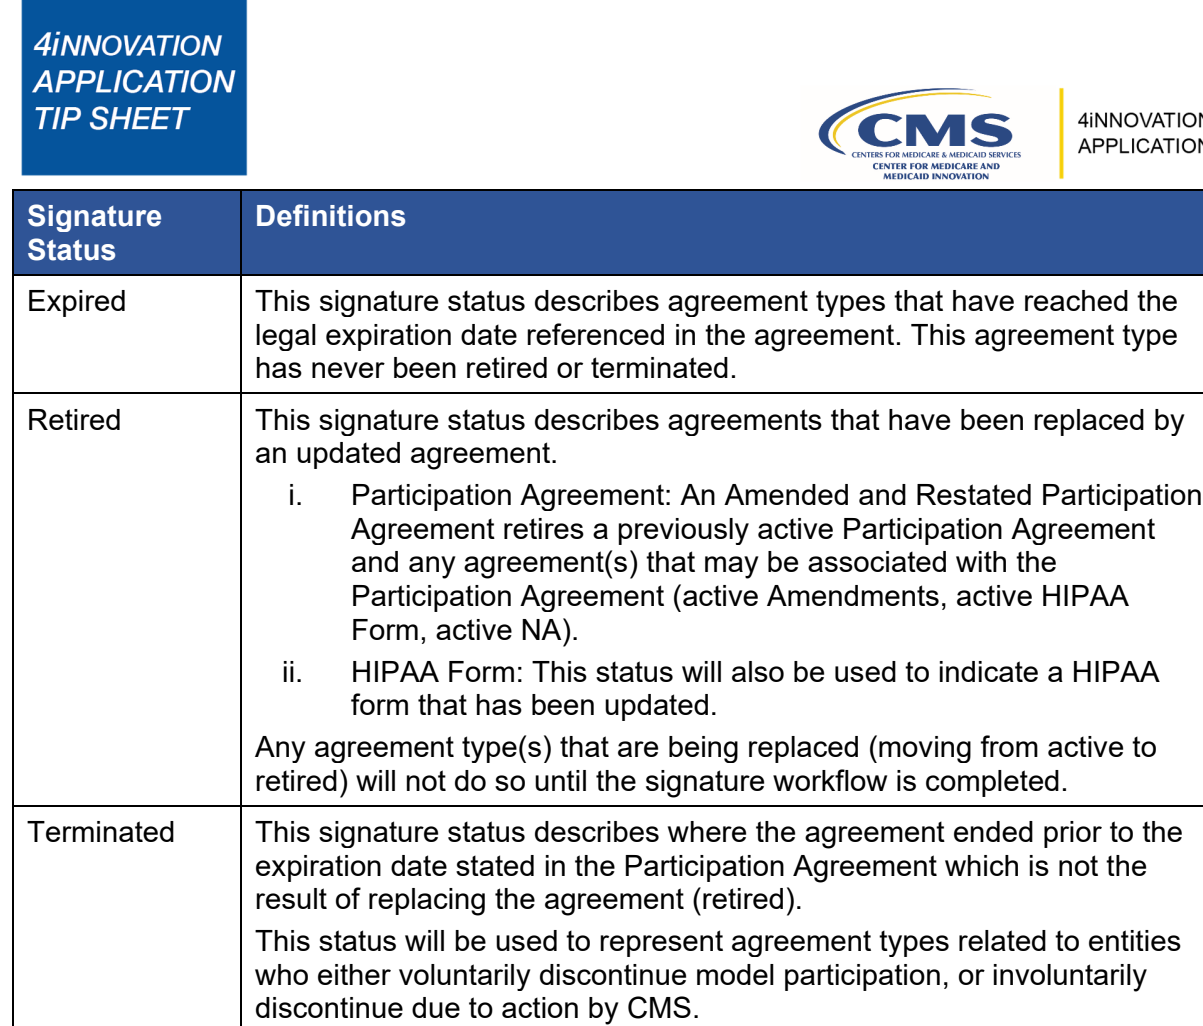 4iNNOVATION
APPLICATION
TIP SHEET
CMS
CENTERS FOR MEDICARE & MEDICAID SERVICES
CENTER FOR MEDICARE AND
MEDICAID INNOVATION
4iNNOVATION
APPLICATION
Signature
Status
Definitions
Expired
This signature status describes agreement types that have reached the
legal expiration date referenced in the agreement. This agreement type
has never been retired or terminated.
Retired
This signature status describes agreements that have been replaced by
an updated agreement.
i. Participation Agreement: An Amended and Restated Participation
Agreement retires a previously active Participation Agreement
and any agreement(s) that may be associated with the
Participation Agreement (active Amendments, active HIPAA
Form, active NA).
ii. HIPAA Form: This status will also be used to indicate a HIPAA
form that has been updated.
Any agreement type(s) that are being replaced (moving from active to
retired) will not do so until the signature workflow is completed.
Terminated
This signature status describes where the agreement ended prior to the
expiration date stated in the Participation Agreement which is not the
result of replacing the agreement (retired).
This status will be used to represent agreement types related to entities
who either voluntarily discontinue model participation, or involuntarily
discontinue due to action by CMS.